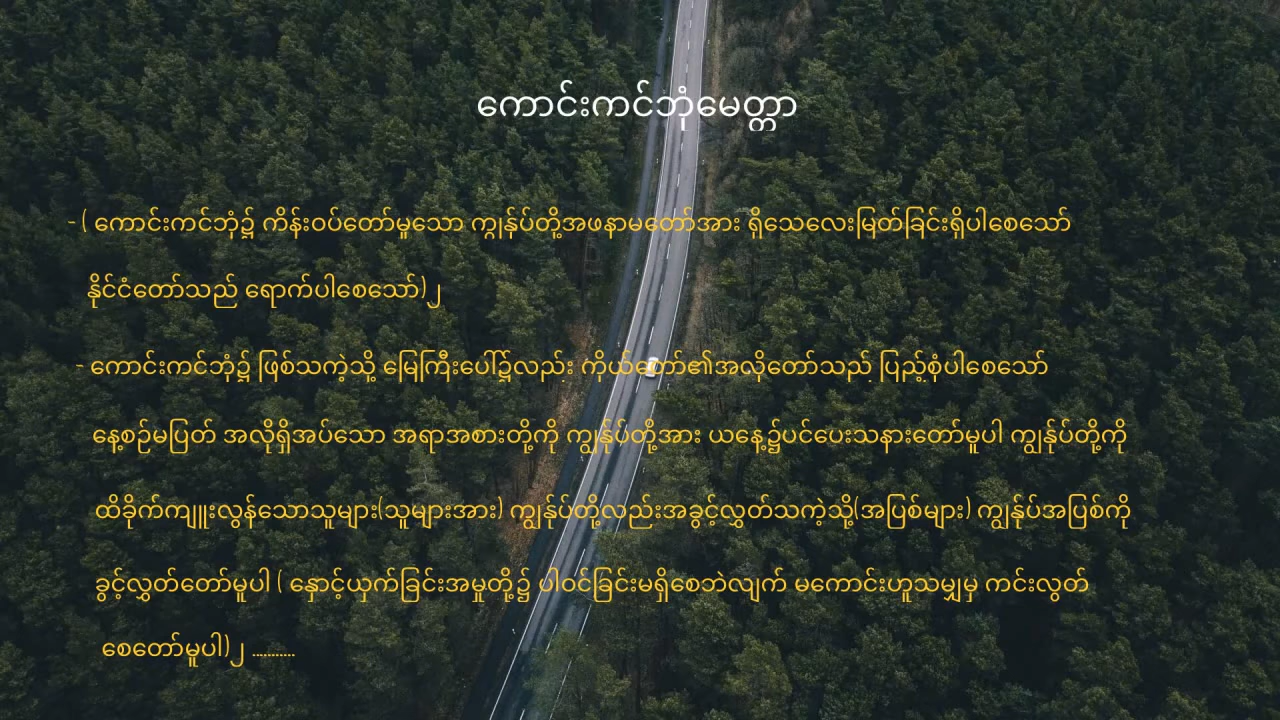 ကောင်းကင်ဘုံမေတ္တာ
- ( ကောင်းကင်ဘုံ၌ ကိန်းဝပ်တော်မူသော ကျွန်ုပ်တို့အဖနာမတော်အား ရှိသေလေးမြတ်ခြင်းရှိပါစေသော်
နိုင်ငံတော်သည် ရောက်ပါစေသော်)၂
- ကောင်းကင်ဘုံ၌ ဖြစ်သကဲ့သို့ မြေကြီးပေါ်၌လည်း ကိုယ်တော်၏အလိုတော်သည် ပြည့်စုံပါစေသော်
နေ့စဉ်မပြတ် အလိုရှိအပ်သော အရာအစားတို့ကို ကျွန်ုပ်တို့အား ယနေ့၌ပင်ပေးသနားတော်မူပါ ကျွန်ုပ်တို့ကို
ထိခိုက်ကျူးလွန်သောသူများ(သူများအား) ကျွန်ုပ်တို့လည်းအခွင့်လွှတ်သကဲ့သို့(အပြစ်များ) ကျွန်ုပ်အပြစ်ကို
ခွင့်လွှတ်တော်မူပါ ( နှောင့်ယှက်ခြင်းအမှုတို့၌ ပါဝင်ခြင်းမရှိစေဘဲလျက် မကောင်းဟူသမျှမှ ကင်းလွတ်
စေတော်မူပါ)၂ ...........